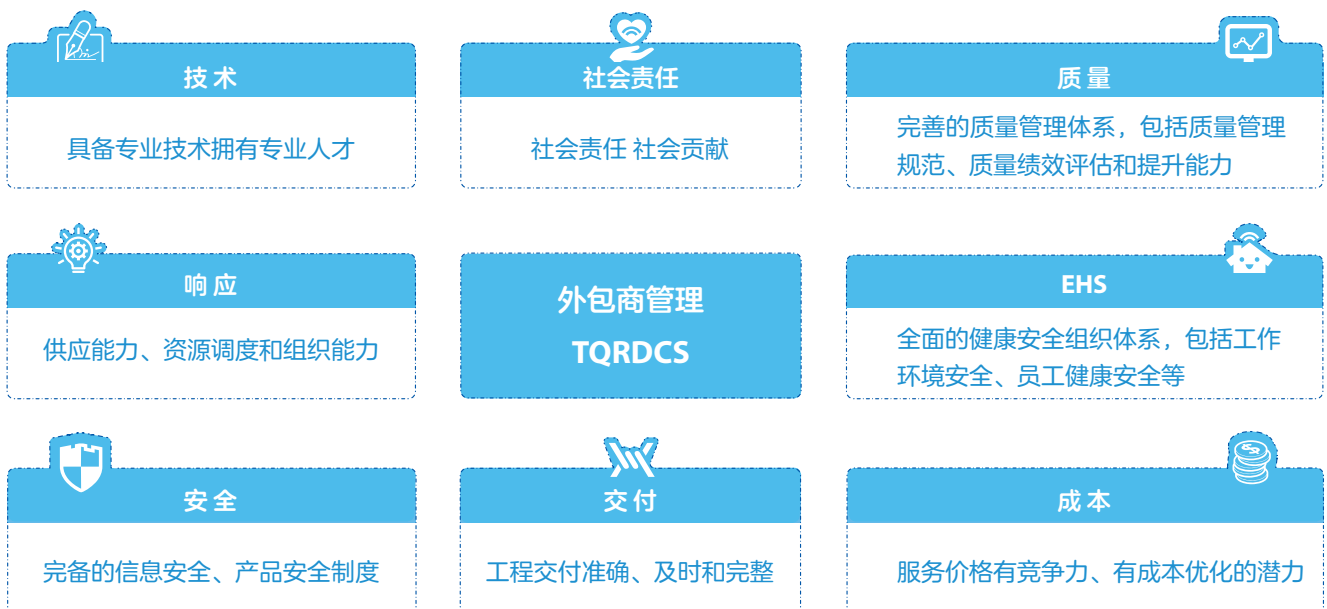 技术
具备专业技术拥有专业人才
社会责任
社会责任 社会贡献
质量
完善的质量管理体系，包括质量管理
规范、质量绩效评估和提升能力
响应
供应能力、资源调度和组织能力
外包商管理
TQRDCS
EHS
全面的健康安全组织体系，包括工作
环境安全、员工健康安全等
安全
完备的信息安全、产品安全制度
交付
工程交付准确、及时和完整
成本
服务价格有竞争力、有成本优化的潜力